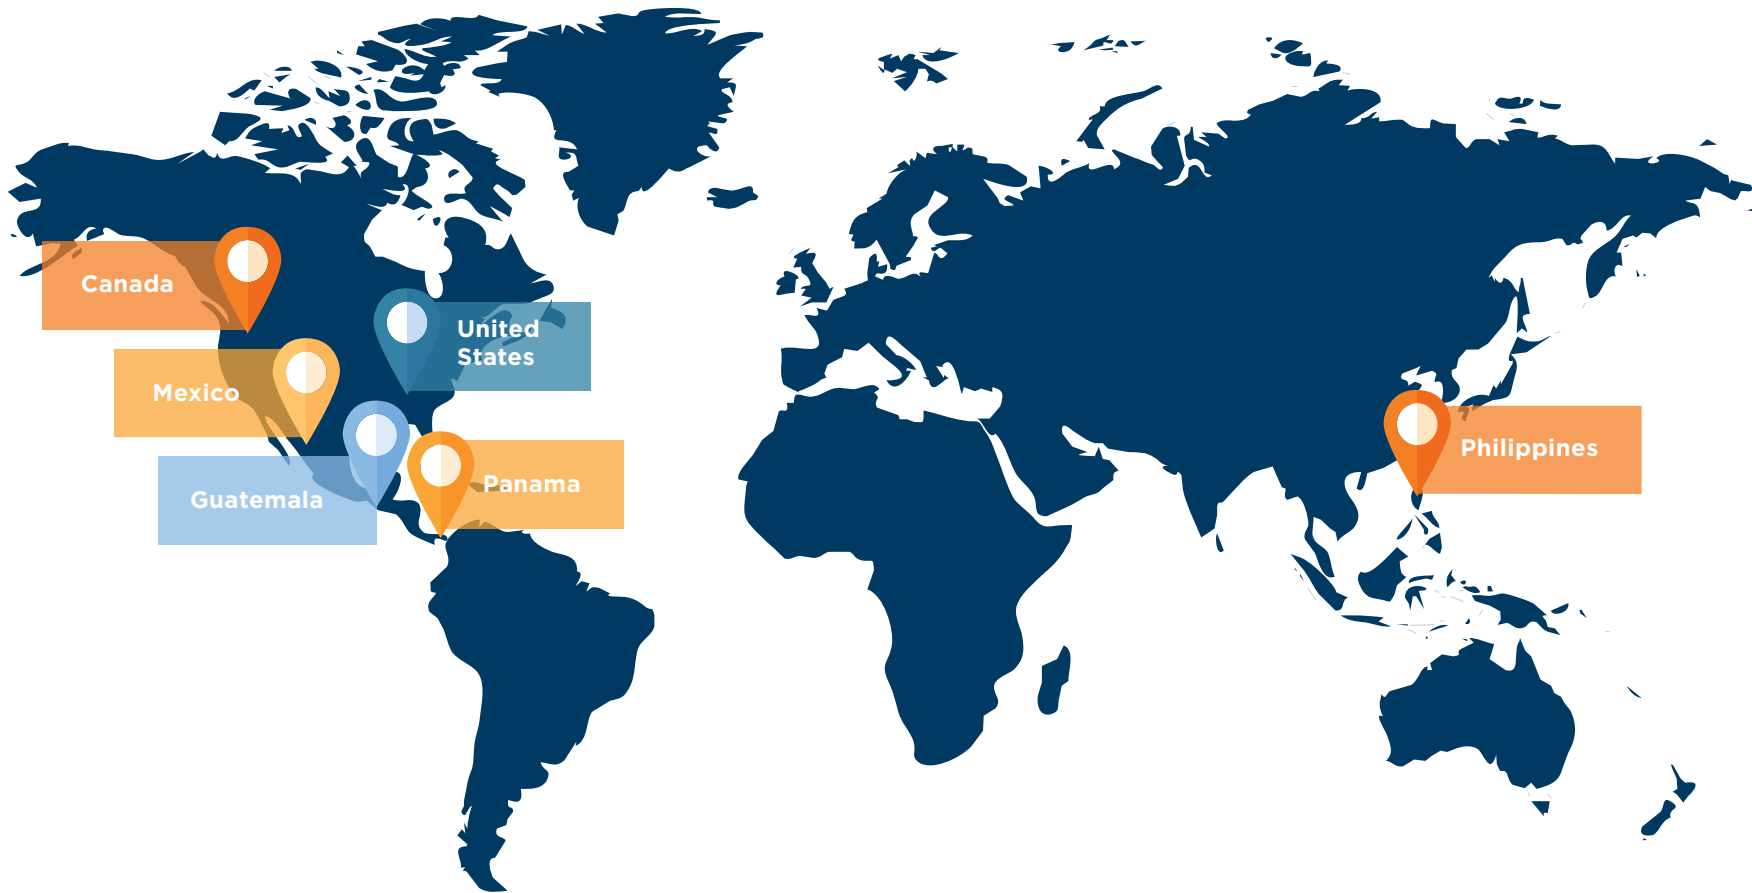 Canada
United
States
Mexico
Philippines
Panama
Guatemala